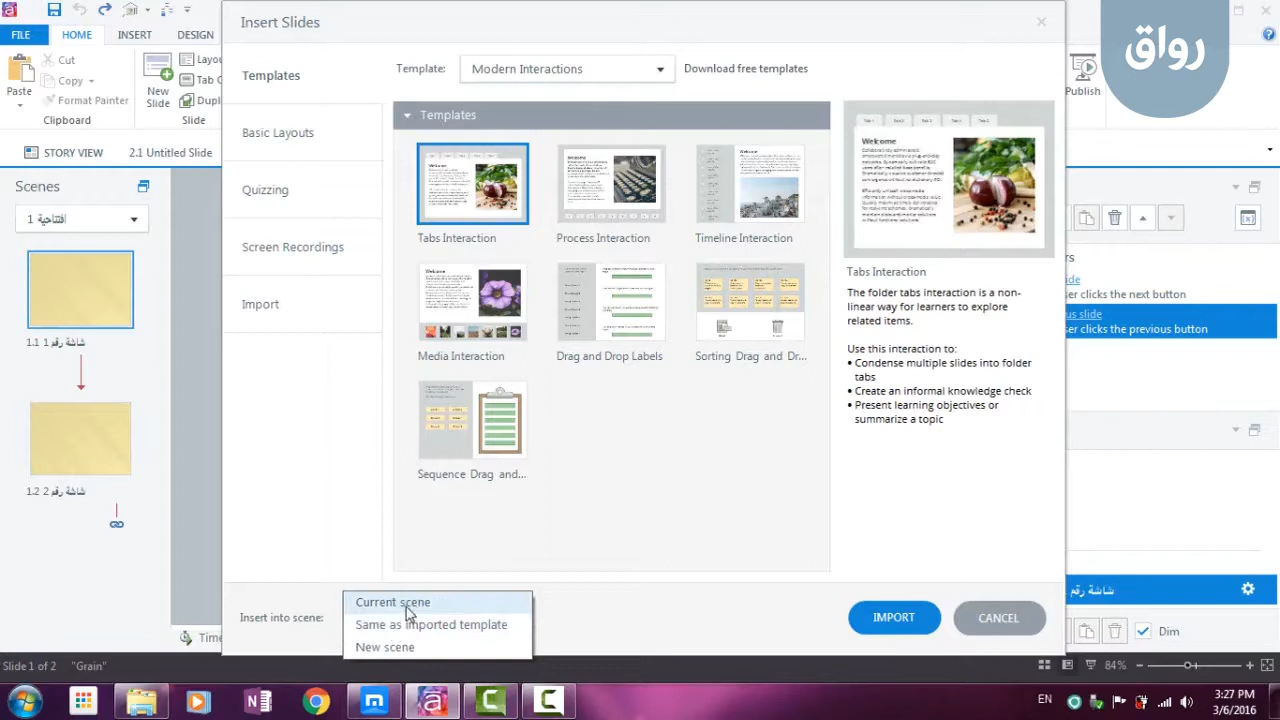 Insert Slides
رواق
FILE
HOME
INSERT
DESIGN
Cut
Copy
Format Painter
Paste
New
Slide
Clipboard
Slide
Publish
STORY VIEW
2.1 Untitled Slide
Scenes
1 افتتاحية
1.1 شاشة رقم 1
1.2 شاشة رقم 2
Templates
Basic Layouts
Quizzing
Screen Recordings
Import
Template:
Modern Interactions
Download free templates
Templates
Tabs Interaction
Process Interaction
Timeline Interaction
Media Interaction
Drag and Drop Labels
Sorting Drag and Dr...
Sequence Drag and...
Welcome
Tabs Interaction
The folder tabs interaction is a non-
linear way for learners to explore
related items.
Use this interaction to:
• Condense multiple slides into folder
tabs
• Create an informal knowledge check
• Present learning objectives or
summarize a topic
ser clicks the next button
us slide
ser clicks the previous button
شاشة رقم
Dim
Insert into scene:
Current scene
Same as imported template
New scene
IMPORT
CANCEL
Slide 1 of 2
"Grain"
84%
EN
3:27 PM
3/6/2016